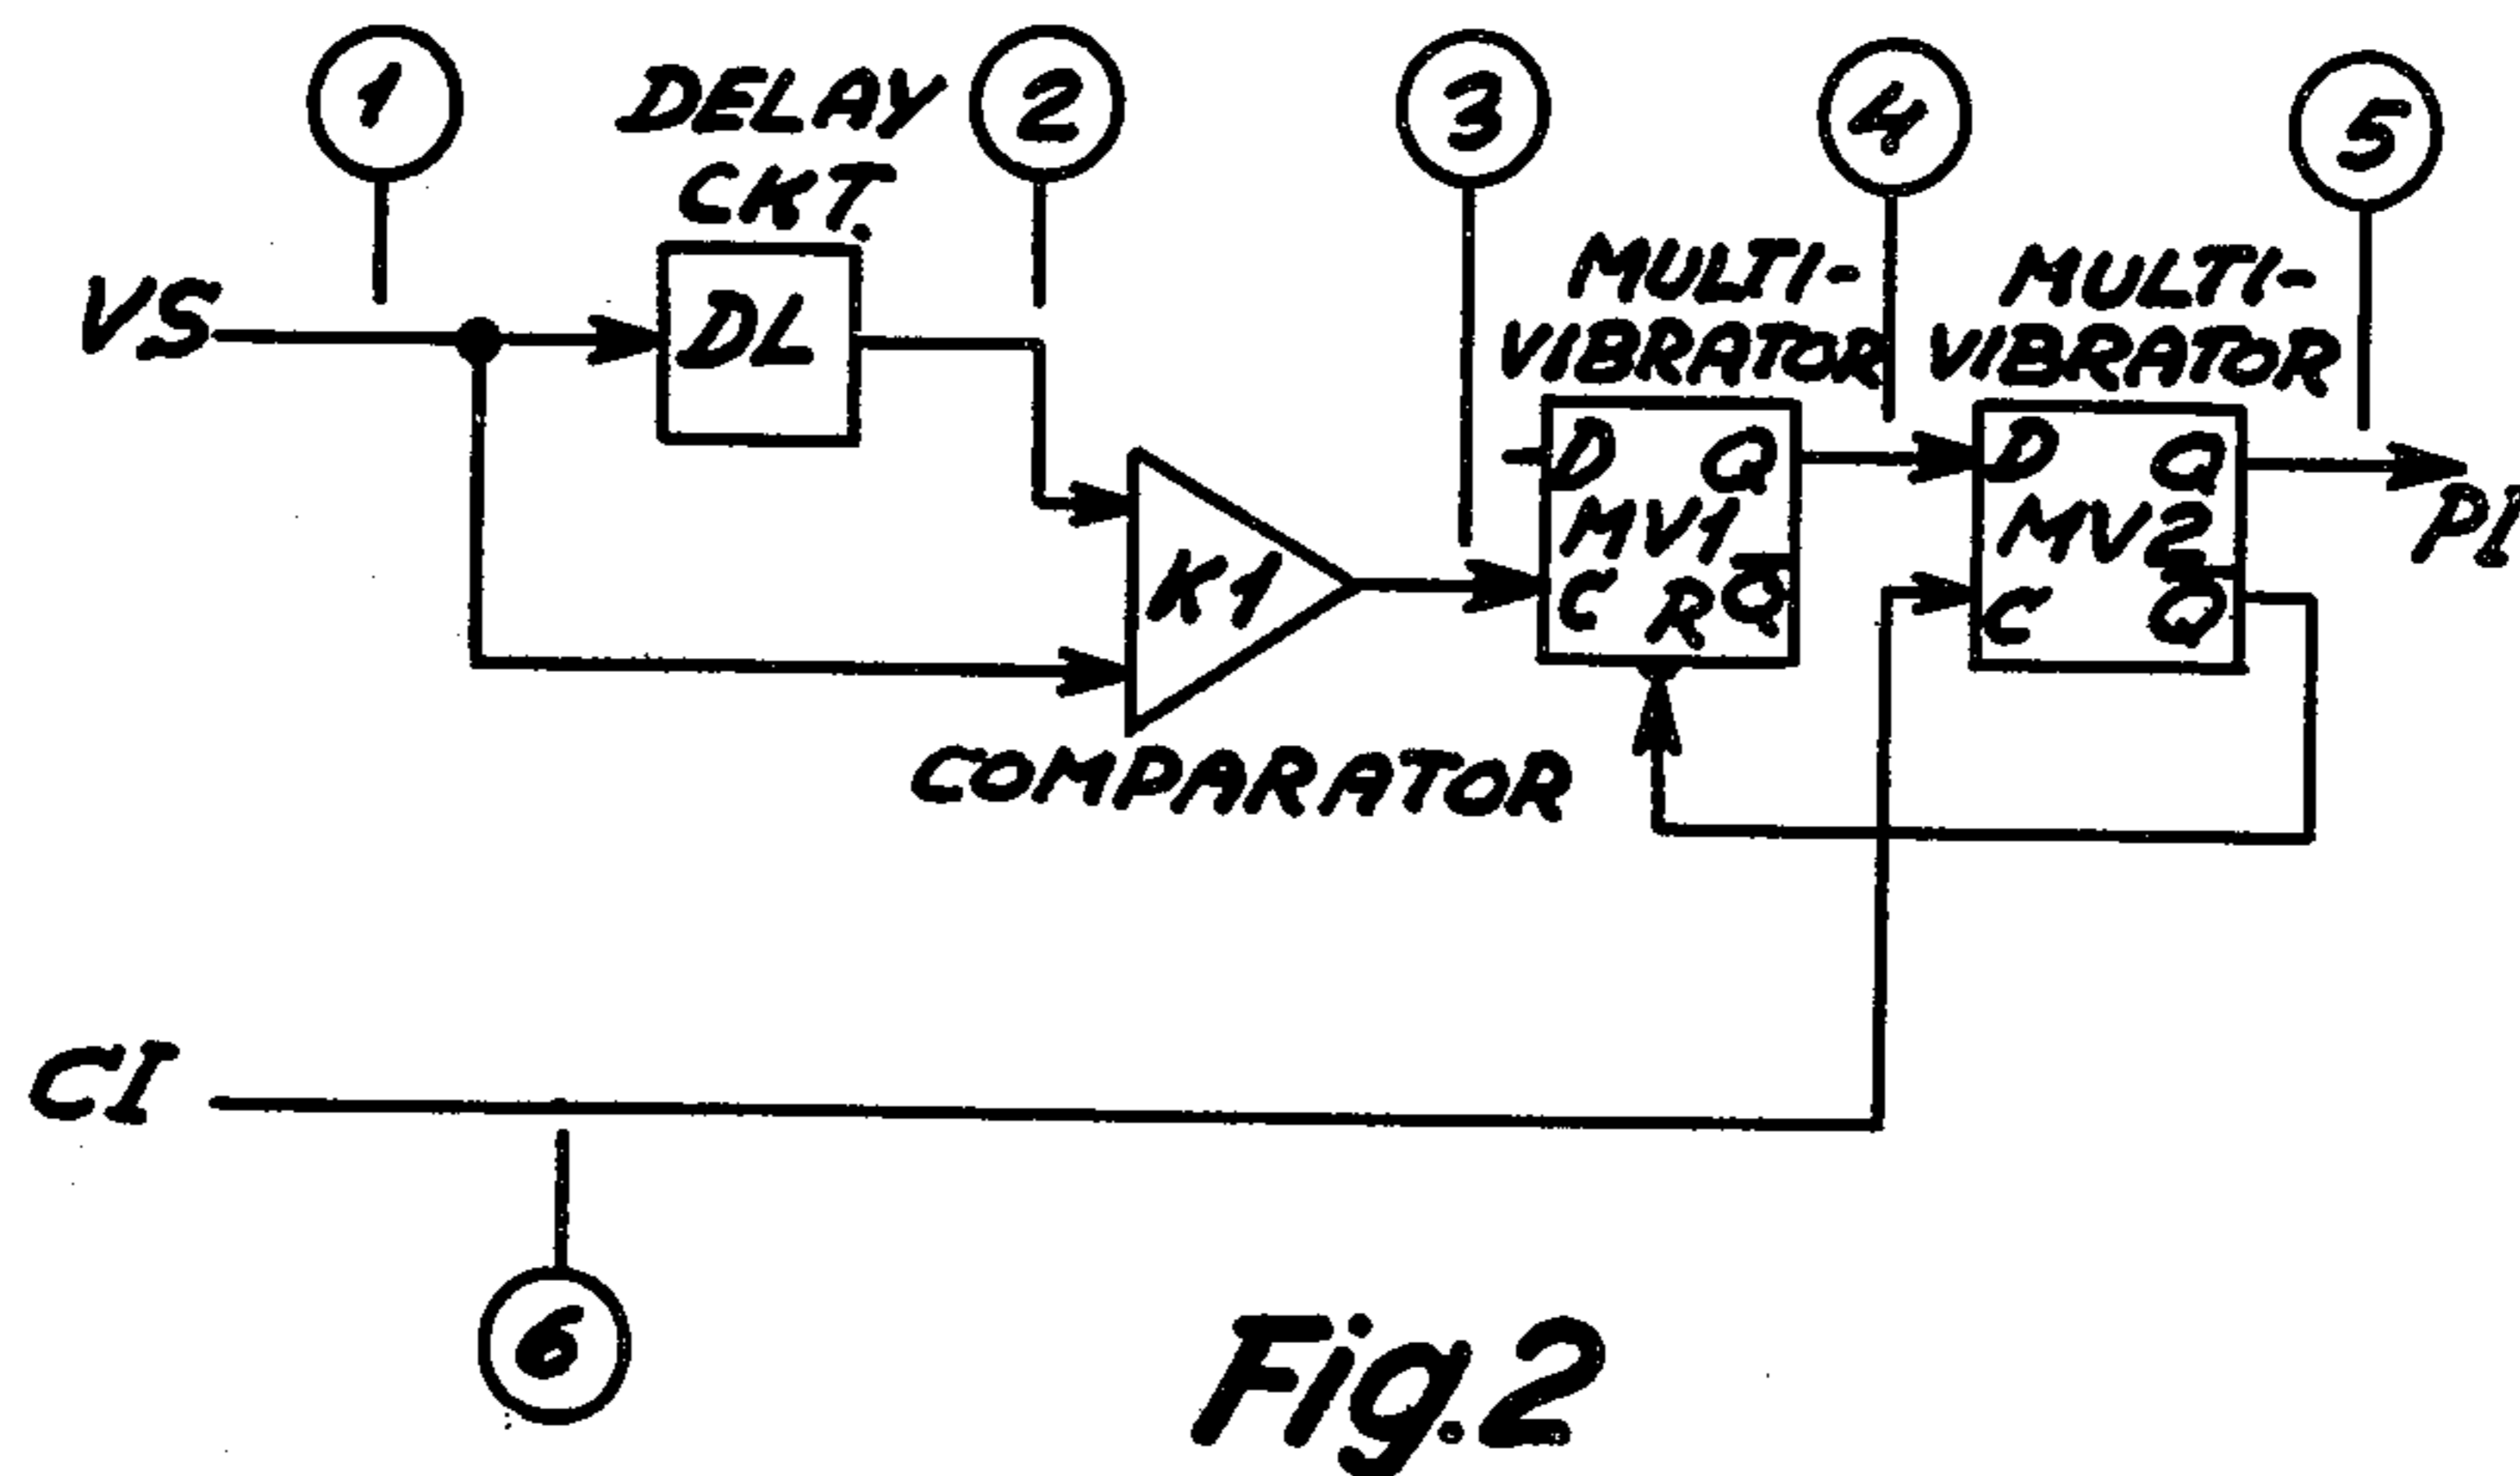 1
DELAY
CKT.
2
3
4
5
VS
DL
MULTI-
VIBRATOR
MULTI-
VIBRATOR
D Q
MV1
C R Q̅
D Q
MV2
C Q̅
PI
K1
COMPARATOR
CI
6
Fig.2